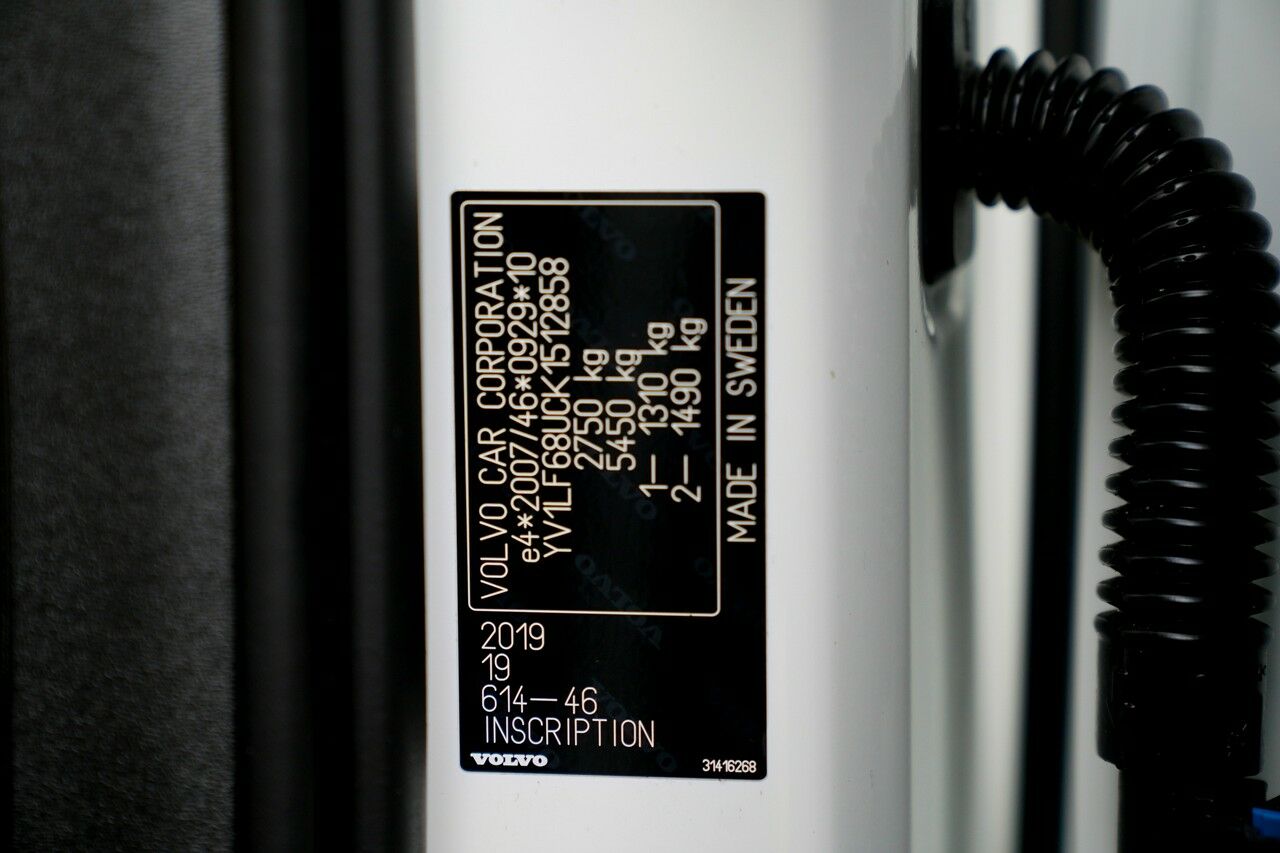 VOLVO CAR CORPORATION
e4*2007/46*0929*10
YV1LF68UCK1512858
2750 kg
5450 kg
1— 1310 kg
2— 1490 kg
MADE IN SWEDEN
2019
19
614—46
INSCRIPTION
VOLVO
31416268